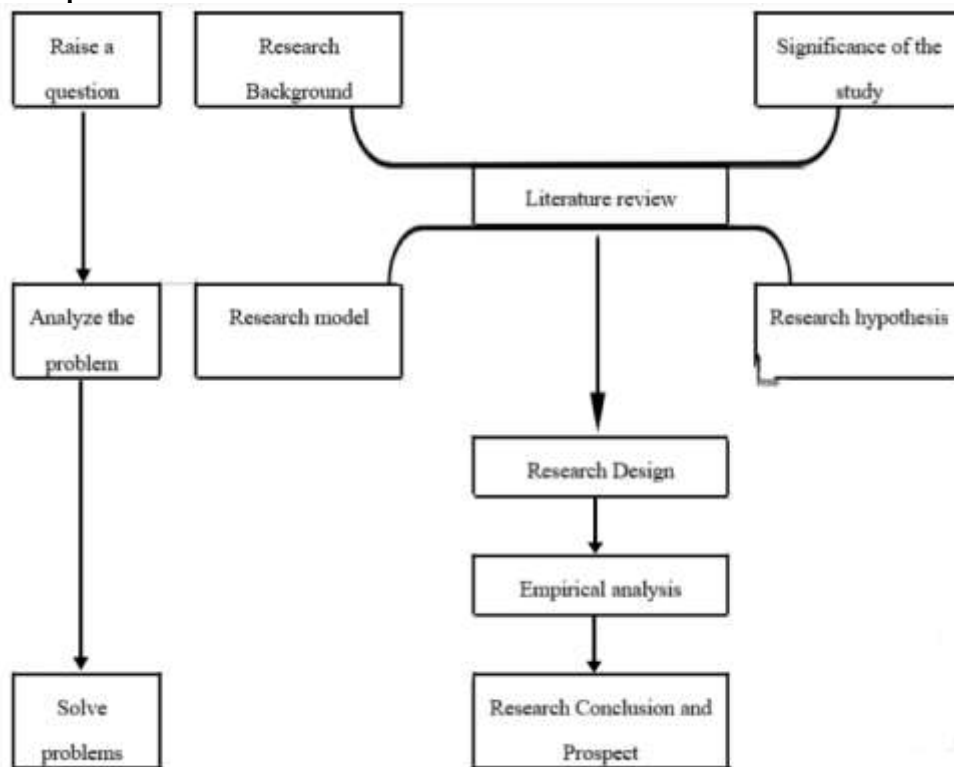 Raise a
question
Research
Background
Significance of the
study
Literature review
Analyze the
problem
Research model
Research hypothesis
Research Design
Empirical analysis
Solve
problems
Research Conclusion and
Prospect